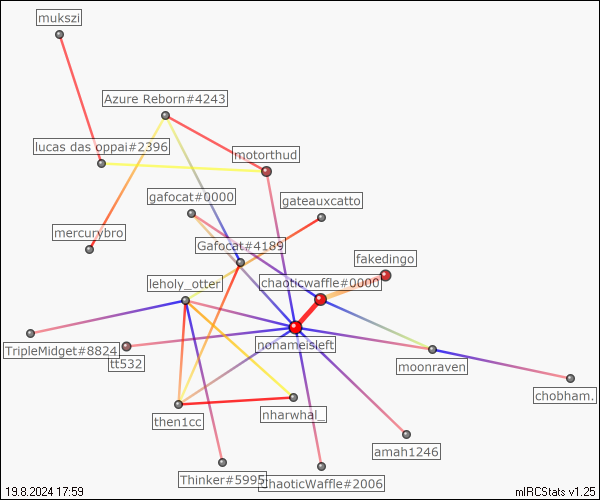 mukszi
Azure Reborn#4243
lucas das oppai#2396
motorthud
gafocat#0000
gateauxcatto
mercurybro
Gafocat#4189
fakedingo
leholy_otter
chaoticwaffle#0000
nonameisleft
TripleMidget#8824
tt532
moonraven
chobham.
then1cc
nharwhal_
amah1246
Thinker#5995
ChaoticWaffle#2006
19.8.2024 17:59
mIRCStats v1.25